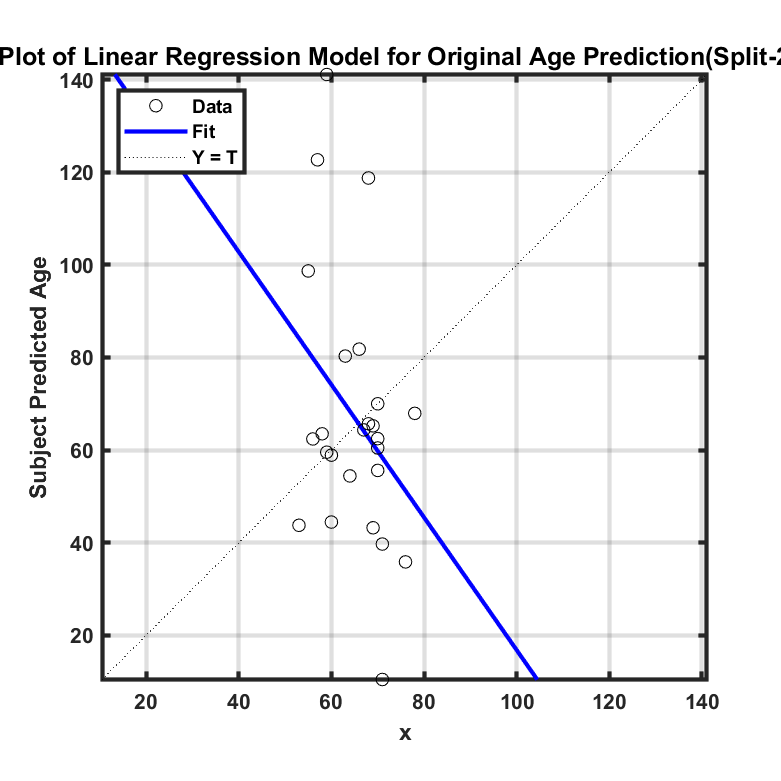 Plot of Linear Regression Model for Original Age Prediction(Split-2
140
120
100
80
60
40
20
Data
Fit
Y = T
Subject Predicted Age
20 40 60 80 100 120 140
x